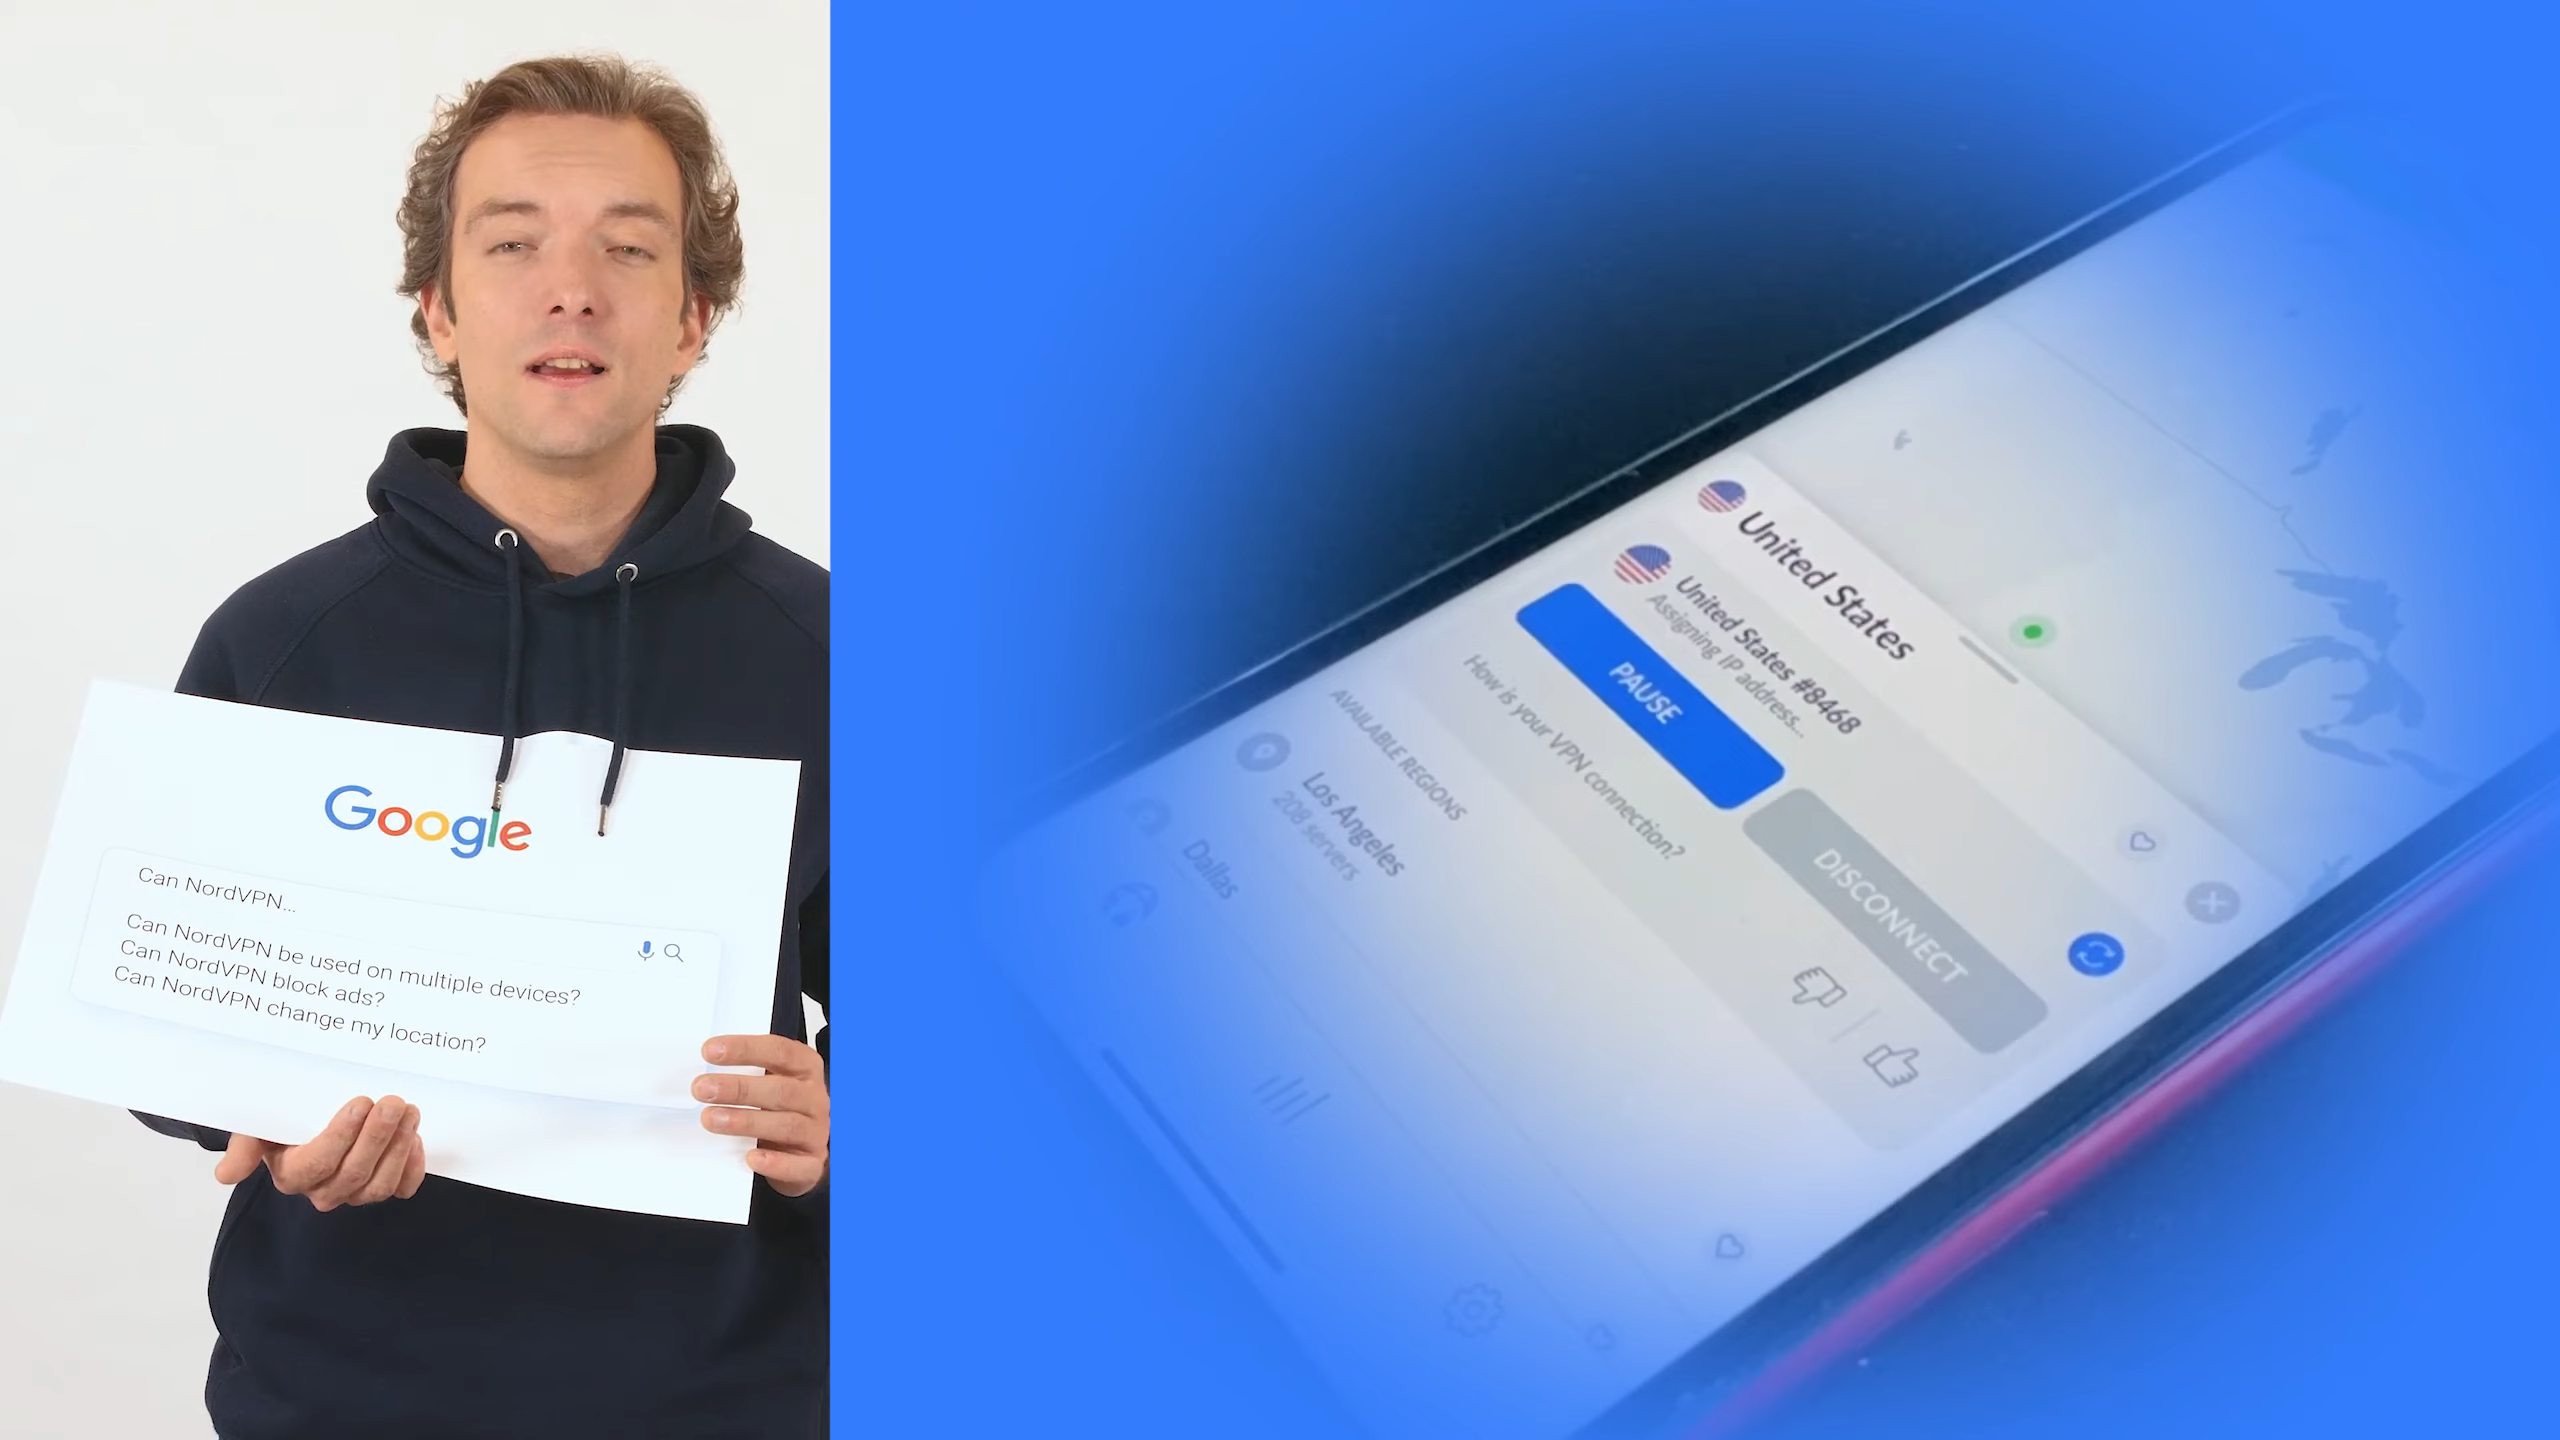 Google
Can NordVPN...
Can NordVPN be used on multiple devices?
Can NordVPN block ads?
Can NordVPN change my location?
United States
United States #8468
Assigning IP address...
PAUSE
DISCONNECT
How is your VPN connection?
AVAILABLE REGIONS
Los Angeles
208 servers
Dallas